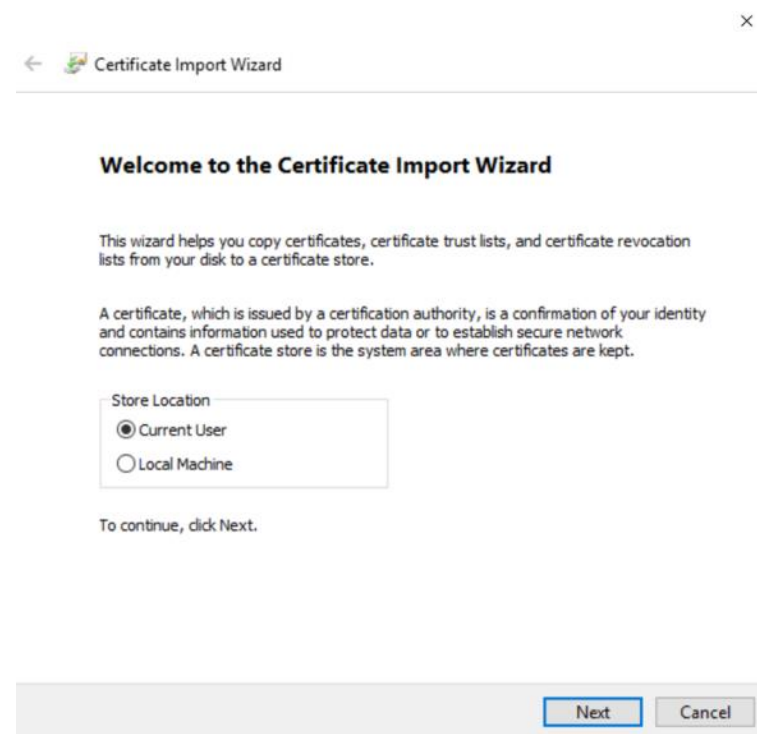 Certificate Import Wizard
Welcome to the Certificate Import Wizard
This wizard helps you copy certificates, certificate trust lists, and certificate revocation
lists from your disk to a certificate store.
A certificate, which is issued by a certification authority, is a confirmation of your identity
and contains information used to protect data or to establish secure network
connections. A certificate store is the system area where certificates are kept.
Store Location
Current User
Local Machine
To continue, click Next.
Next
Cancel